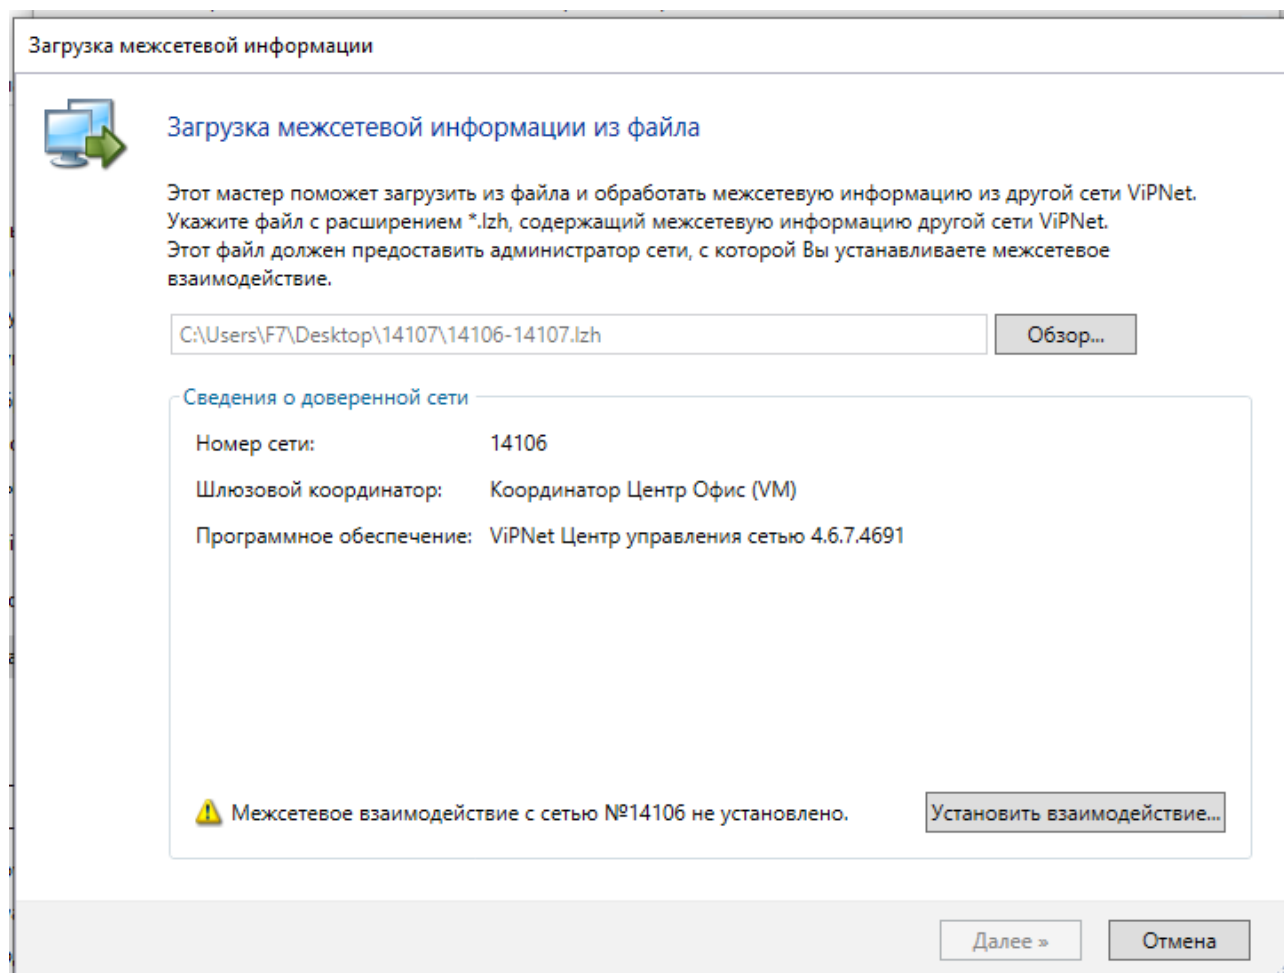 Загрузка межсетевой информации
Загрузка межсетевой информации из файла
Этот мастер поможет загрузить из файла и обработать межсетевую информацию из другой сети ViPNet.
Укажите файл с расширением *.lzh, содержащий межсетевую информацию другой сети ViPNet.
Этот файл должен предоставить администратор сети, с которой Вы устанавливаете межсетевое
взаимодействие.
C:\Users\F7\Desktop\14107\14106-14107.lzh
Обзор...
Сведения о доверенной сети
Номер сети: 14106
Шлюзовой координатор: Координатор Центр Офис (VM)
Программное обеспечение: ViPNet Центр управления сетью 4.6.7.4691
Межсетевое взаимодействие с сетью №14106 не установлено.
Установить взаимодействие...
Далее »
Отмена